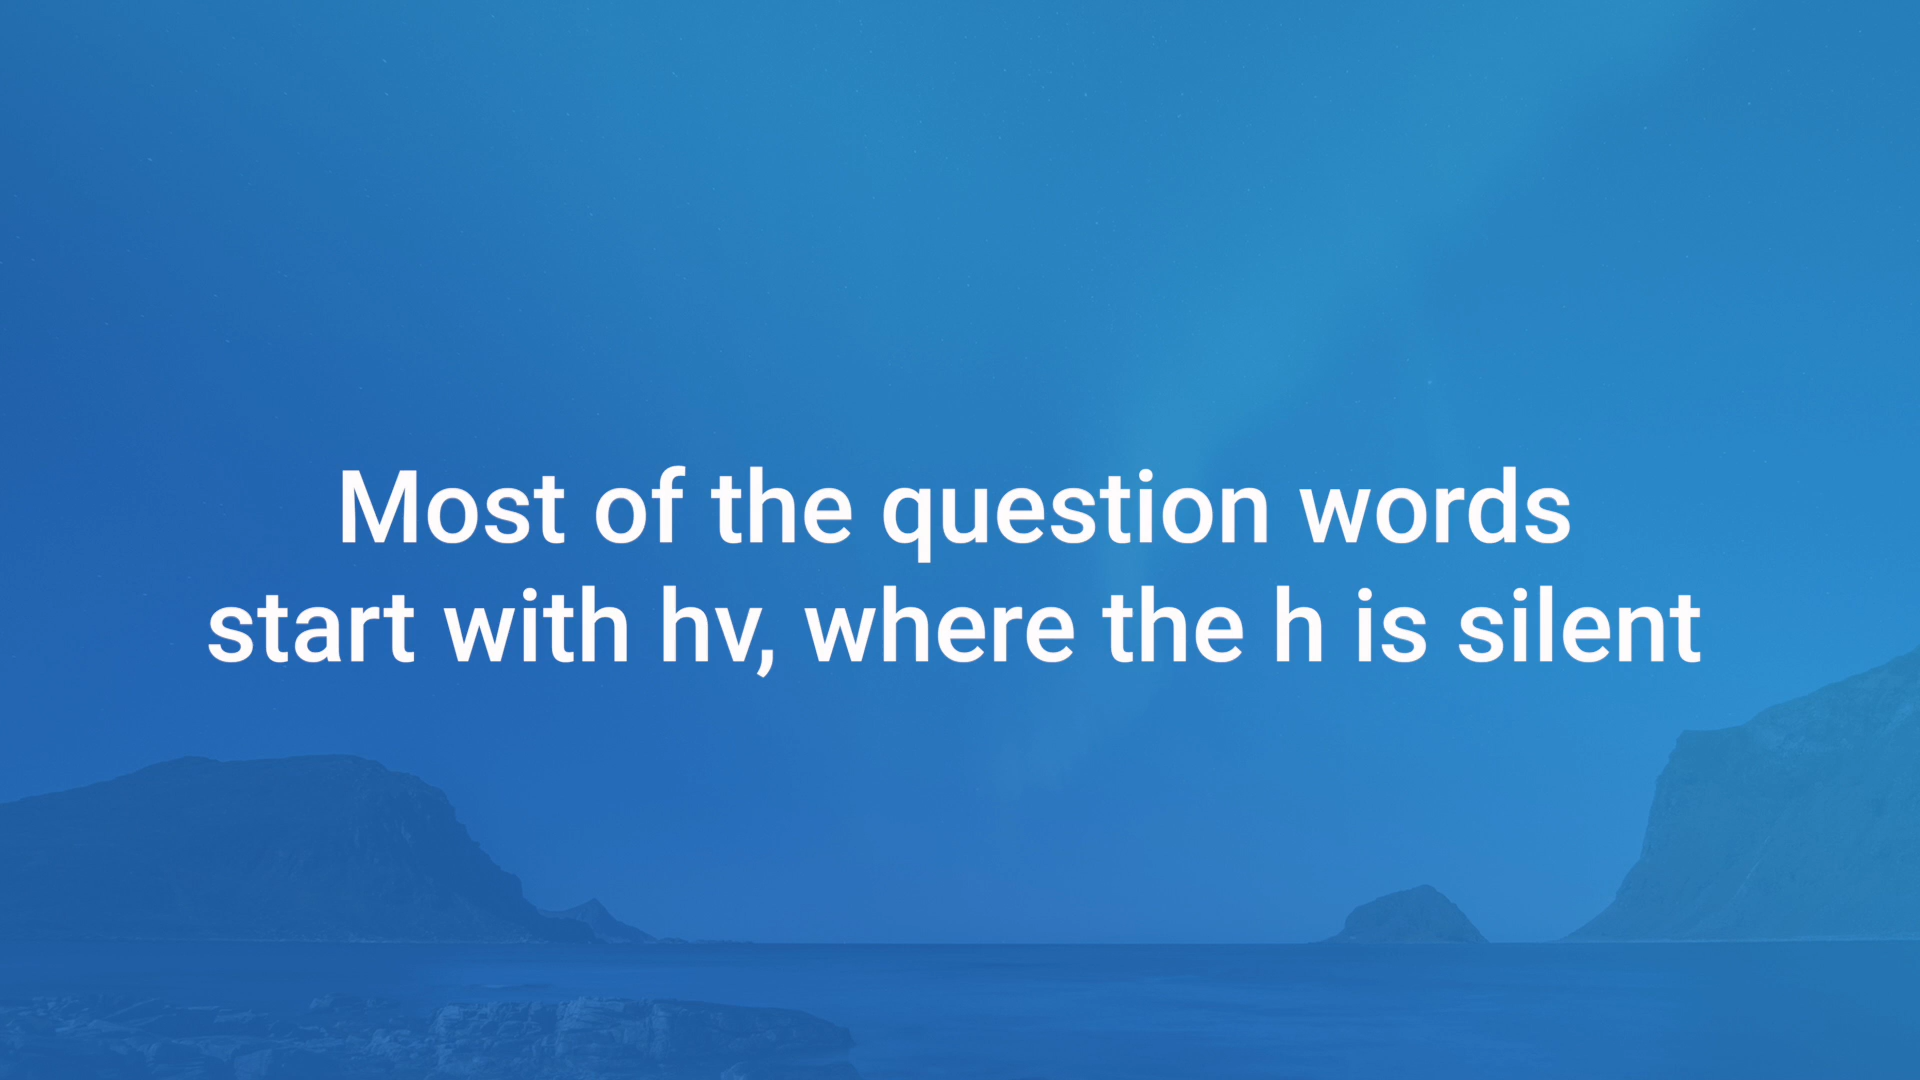 Most of the question words
start with hv, where the h is silent